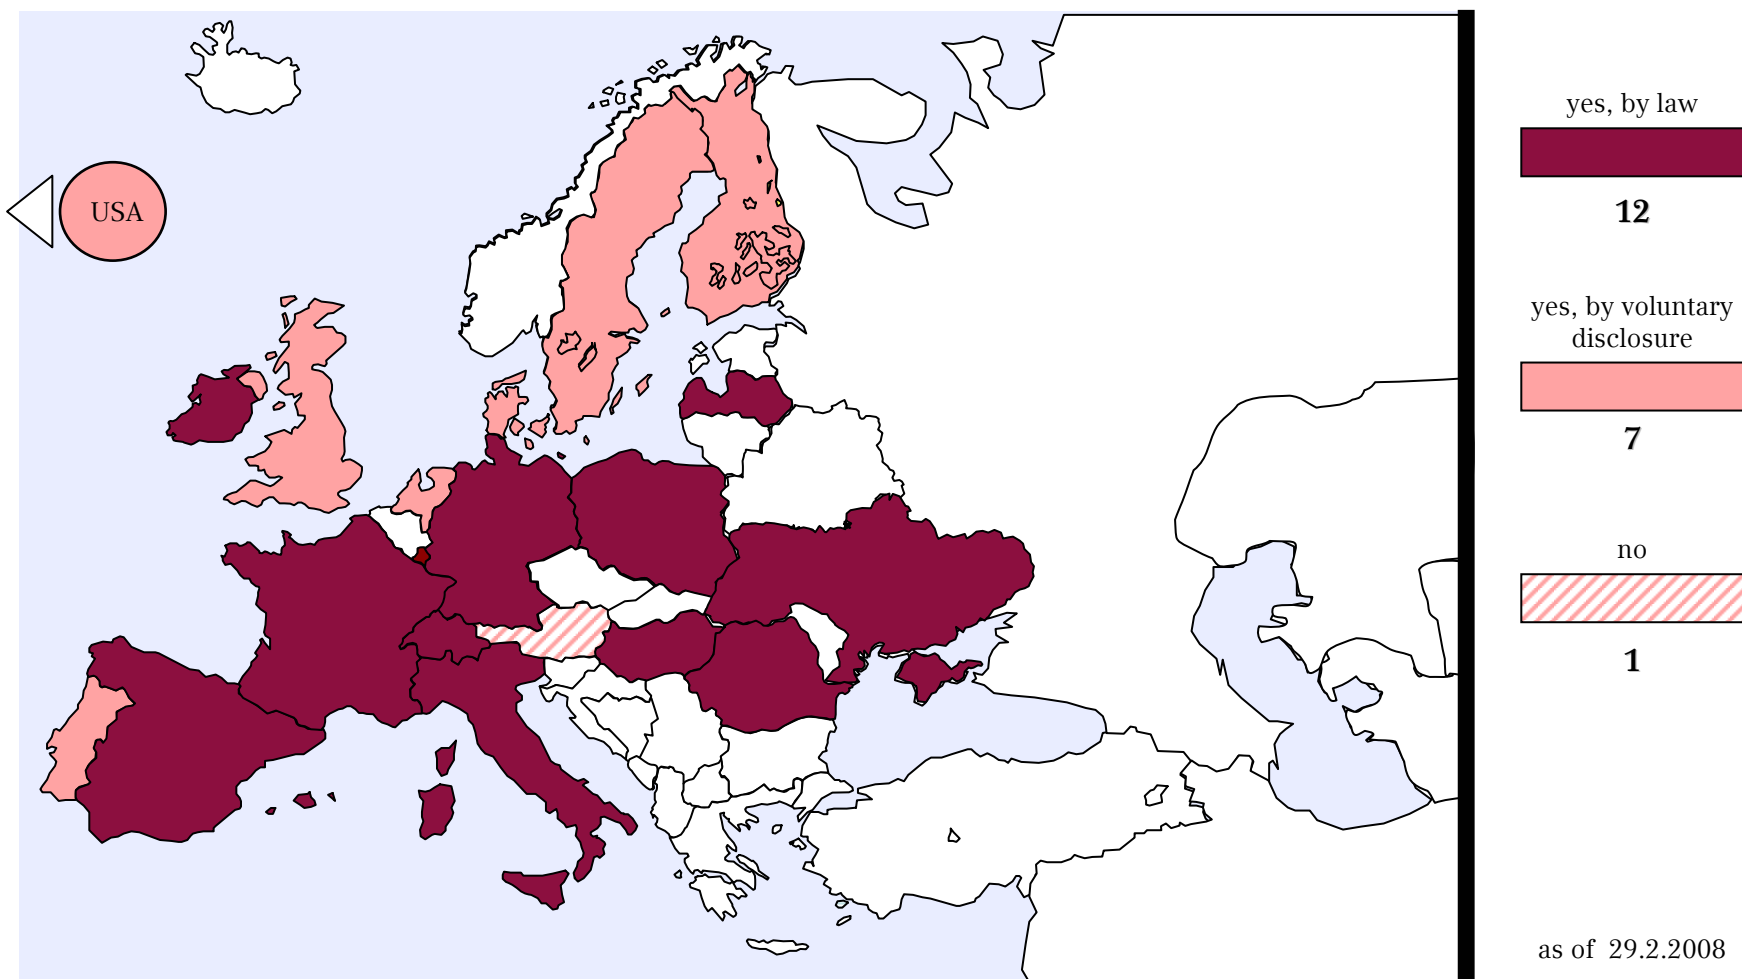 USA
yes, by law
12
yes, by voluntary
disclosure
7
no
1
as of 29.2.2008